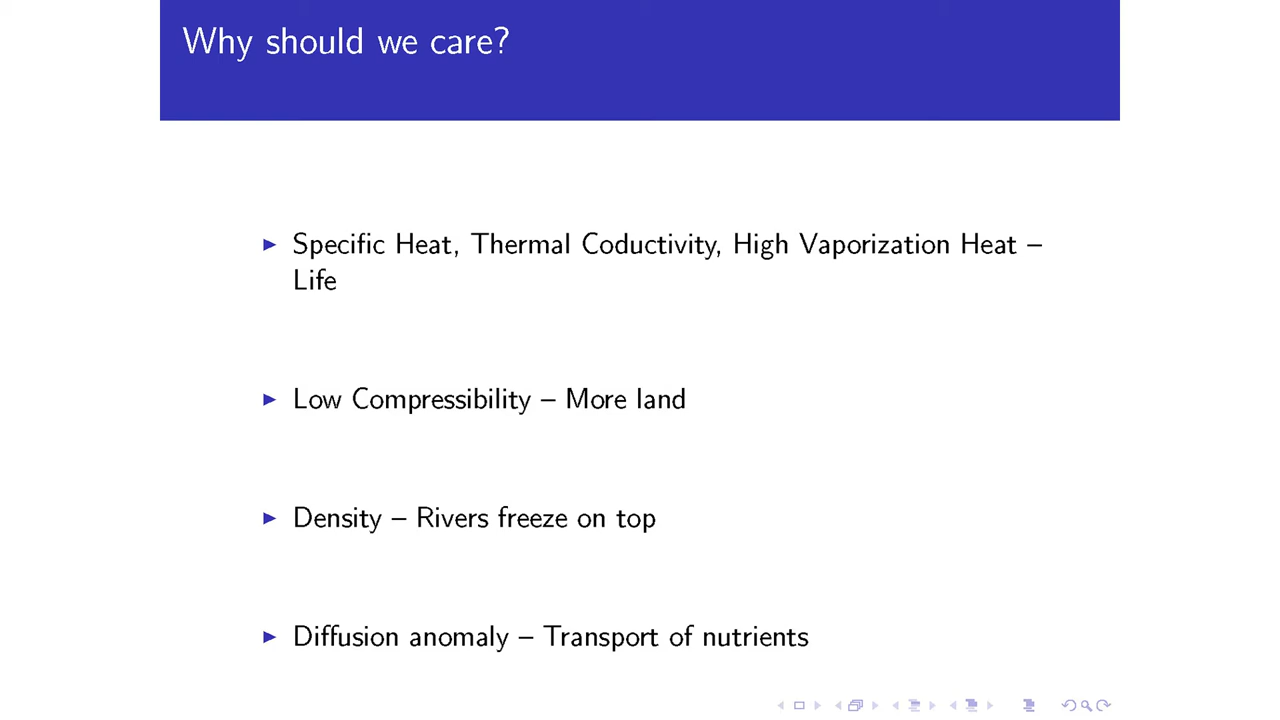 Why should we care?
Specific Heat, Thermal Coductivity, High Vaporization Heat –
Life
Low Compressibility – More land
Density – Rivers freeze on top
Diffusion anomaly – Transport of nutrients